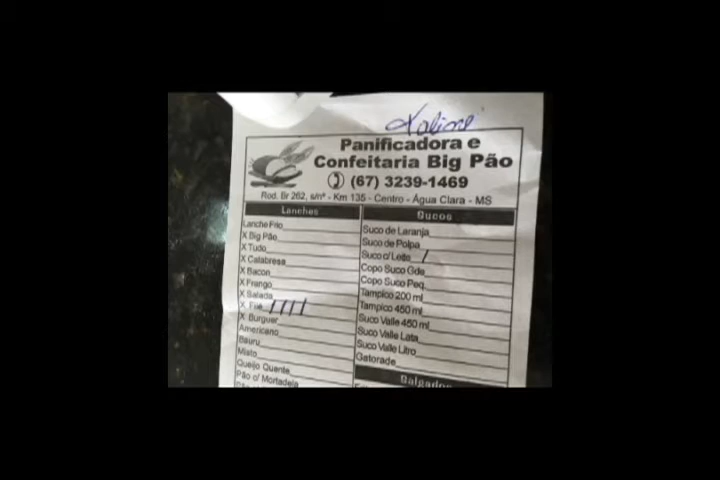 Panificadora e
Confeitaria Big Pão
(67) 3239-1469
Rod. Br 262, s/nº - Km 135 - Centro - Água Clara - MS
Lanches
Lanche Frio
X Big Pão
X Tudo
X Calabresa
X Bacon
X Frango
X Salada
X Filé
X Burguer
Americano
Bauru
Misto
Queijo Quente
Pão c/ Mortadela
Sucos
Suco de Laranja
Suco de Polpa
Suco c/ Leite
Copo Suco Gde
Copo Suco Peq.
Tampico 200 ml
Tampico 450 ml
Suco Valle 450 ml
Suco Valle Lata
Suco Valle Litro
Gatorade
Salgados